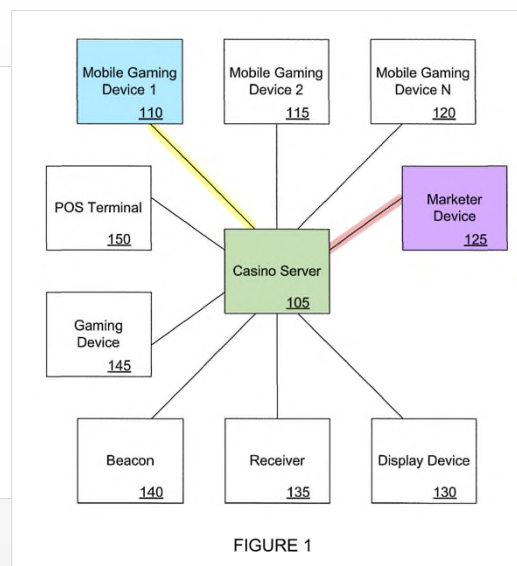 Mobile Gaming
Device 1
110
Mobile Gaming
Device 2
115
Mobile Gaming
Device N
120
POS Terminal
150
Marketer
Device
125
Casino Server
105
Gaming
Device
145
Beacon
140
Receiver
135
Display Device
130
FIGURE 1